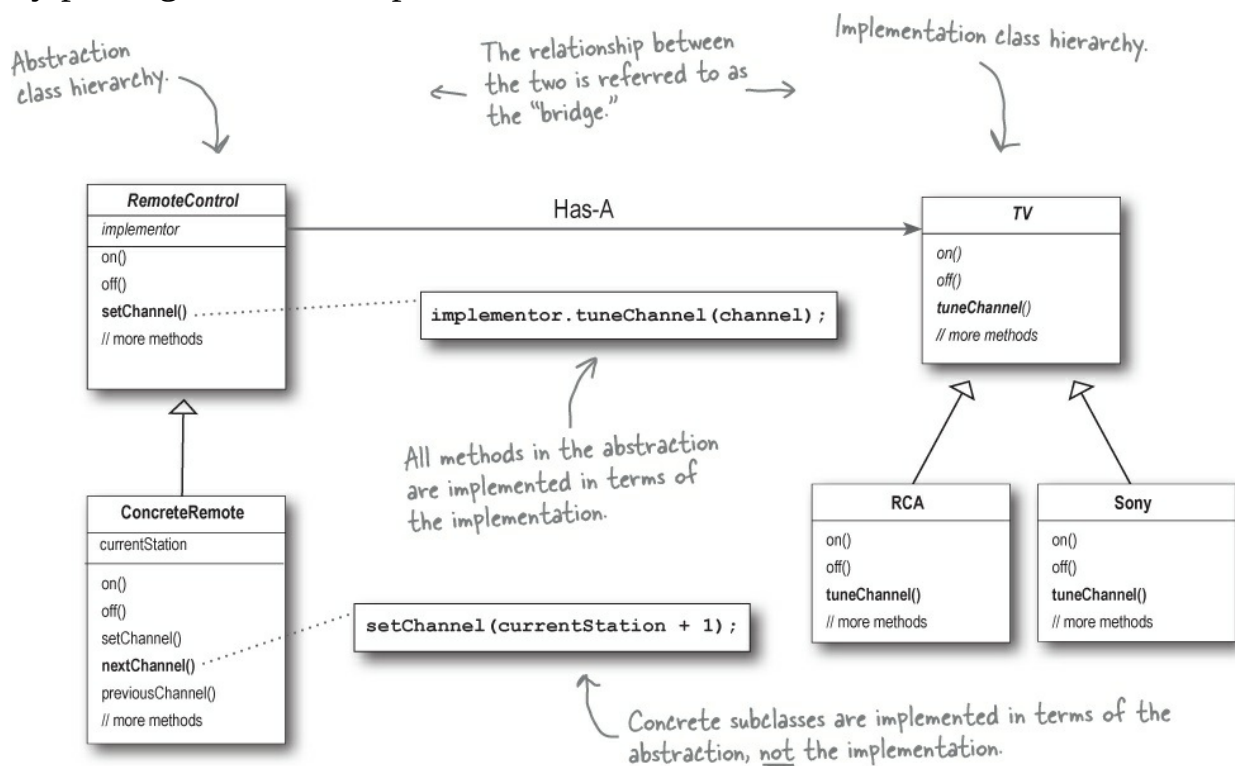 Abstraction
class hierarchy.
The relationship between
the two is referred to as
the “bridge.”
Implementation class hierarchy.
RemoteControl
implementor
on()
off()
setChannel()
// more methods
Has-A
TV
on()
off()
tuneChannel()
// more methods
implementor.tuneChannel(channel);
All methods in the abstraction
are implemented in terms of
the implementation.
ConcreteRemote
currentStation
on()
off()
setChannel()
nextChannel()
previousChannel()
// more methods
setChannel(currentStation + 1);
RCA
on()
off()
tuneChannel()
// more methods
Sony
on()
off()
tuneChannel()
// more methods
Concrete subclasses are implemented in terms of the
abstraction, not the implementation.